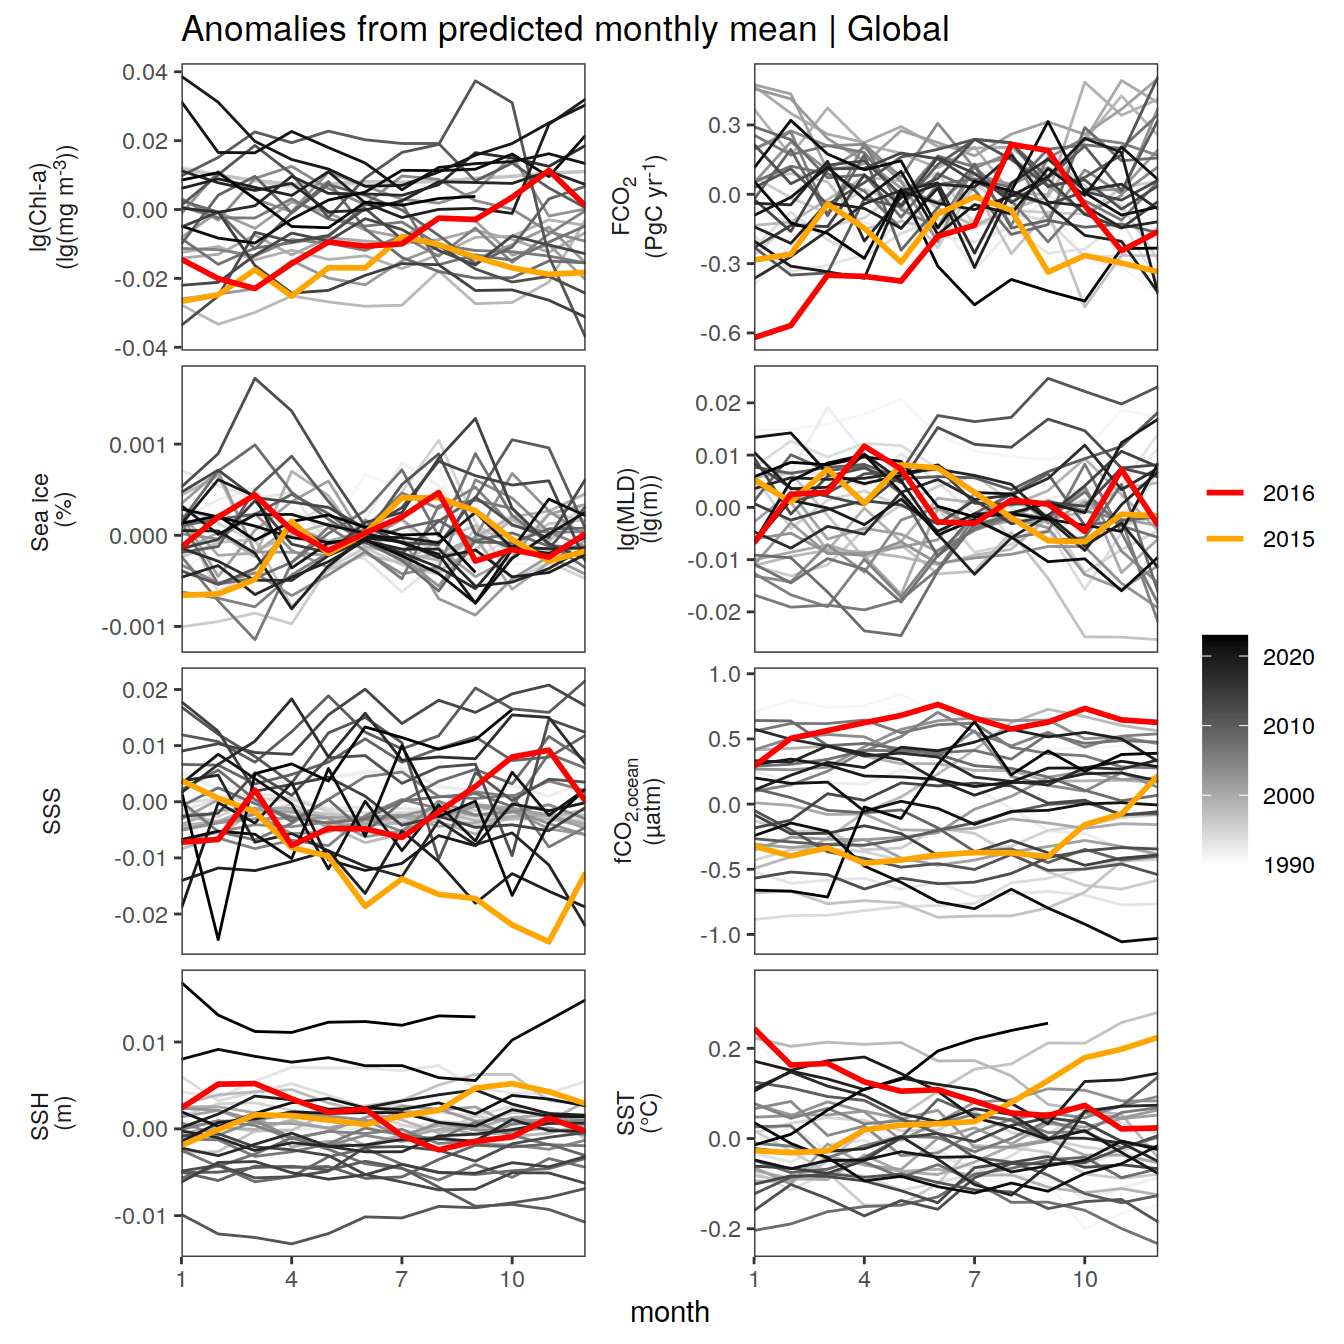 Anomalies from predicted monthly mean | Global
lg(Chl-a)
(lg(mg m⁻³))
0.04
0.02
0.00
-0.02
-0.04
FCO₂
(PgC yr⁻¹)
0.3
0.0
-0.3
-0.6
Sea ice
(%)
0.001
0.000
-0.001
lg(MLD)
(lg(m))
0.02
0.01
0.00
-0.01
-0.02
SSS
0.02
0.01
0.00
-0.01
-0.02
fCO₂,ocean
(µatm)
1.0
0.5
0.0
-0.5
-1.0
SSH
(m)
0.01
0.00
-0.01
SST
(°C)
0.2
0.0
-0.2
1 4 7 10
1 4 7 10
month
2016
2015
2020
2010
2000
1990